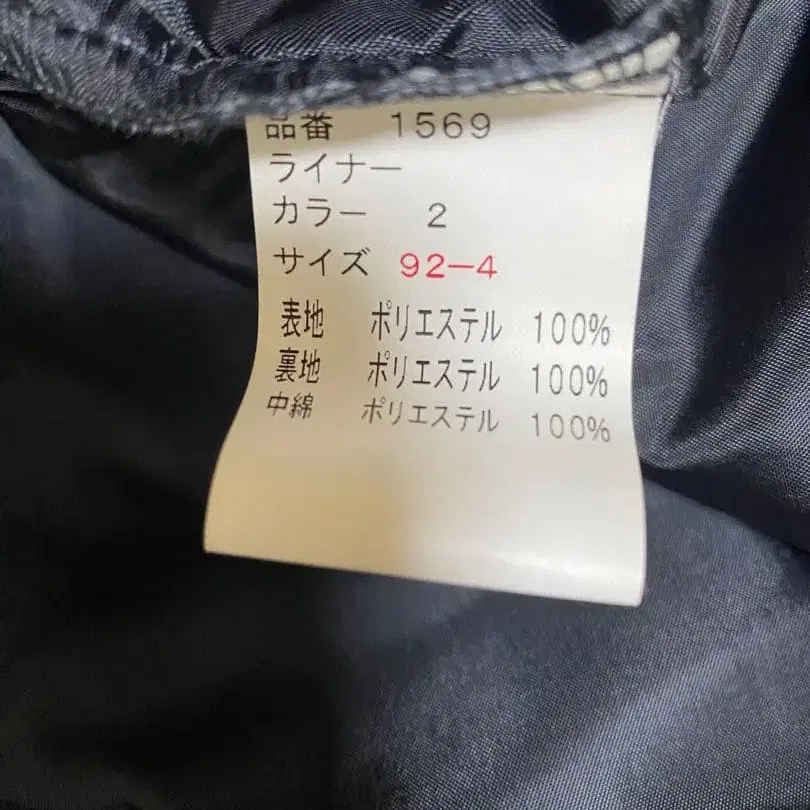 品番 1569
ライナー
カラー 2
サイズ 92-4
表地 ポリエステル 100%
裏地 ポリエステル 100%
中綿 ポリエステル 100%